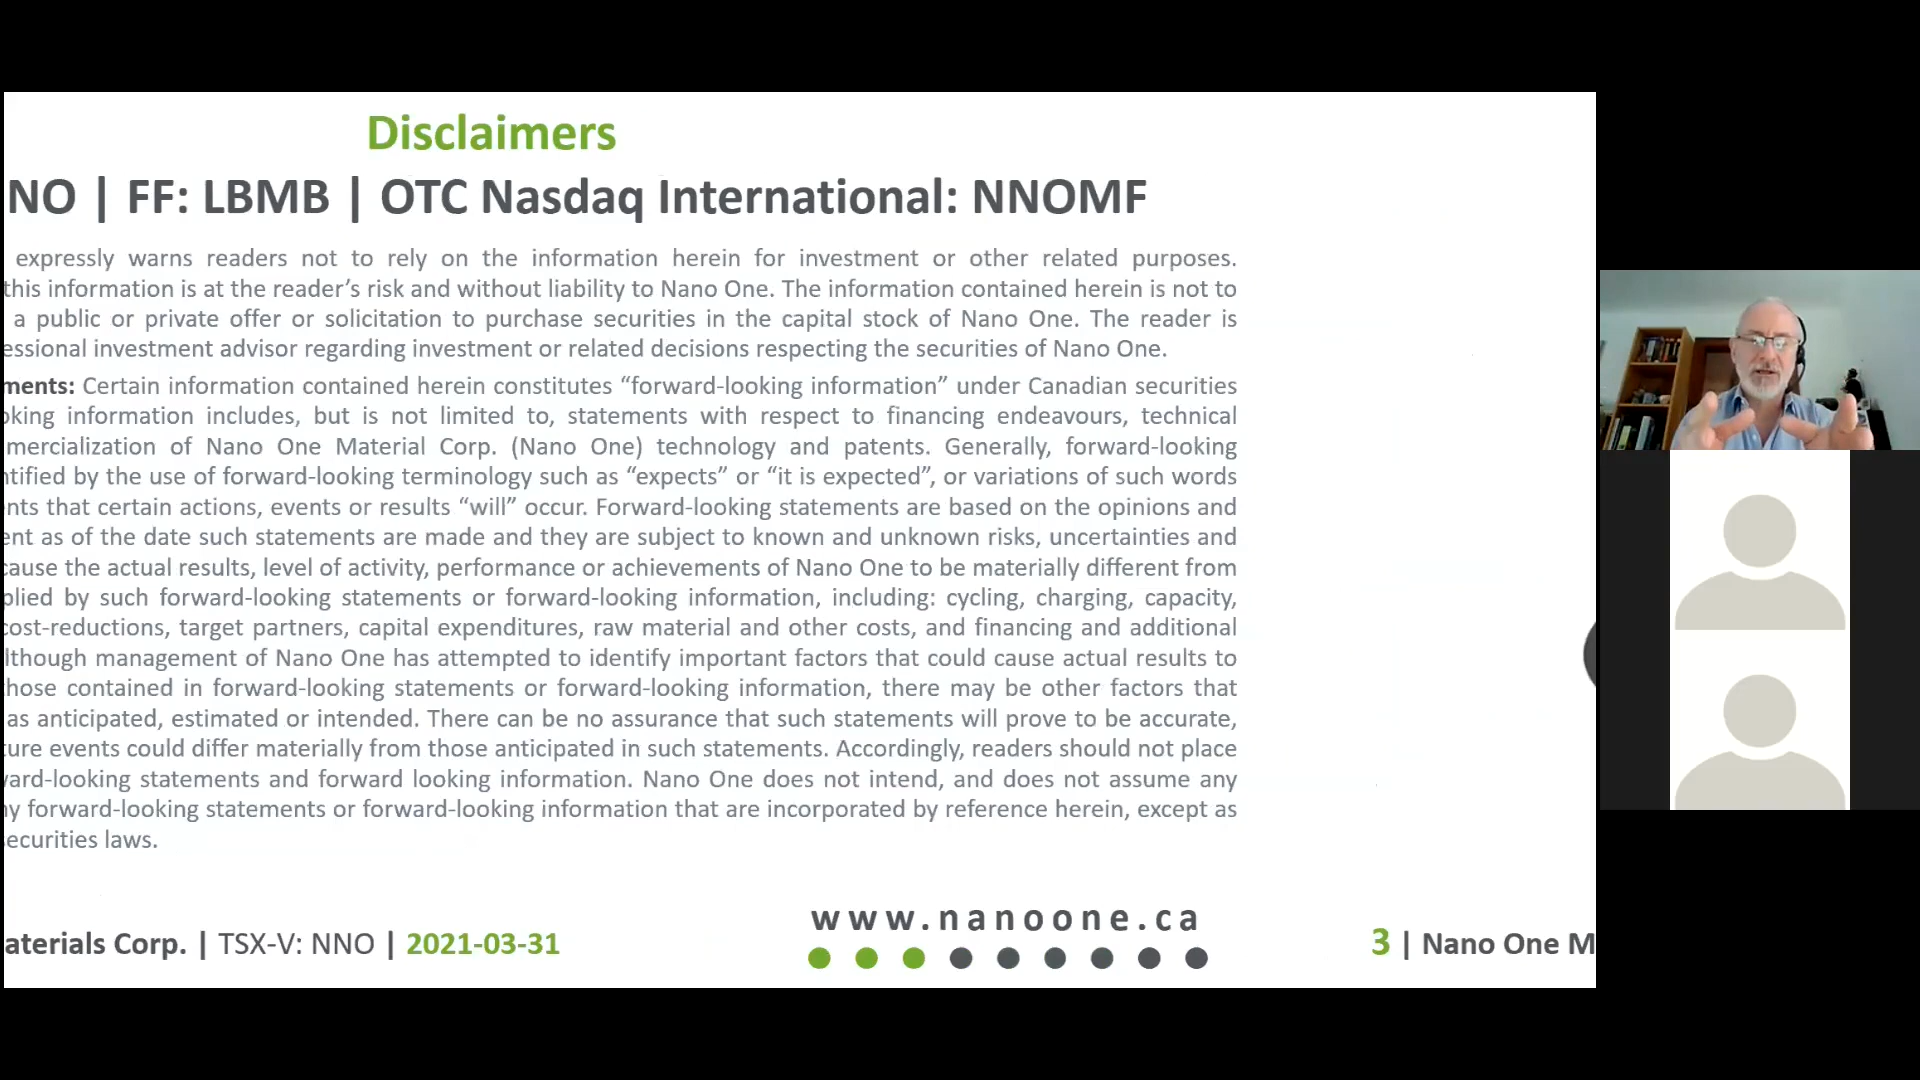 Disclaimers
NO | FF: LBMB | OTC Nasdaq International: NNOMF
expressly warns readers not to rely on the information herein for investment or other related purposes.
this information is at the reader’s risk and without liability to Nano One. The information contained herein is not to
a public or private offer or solicitation to purchase securities in the capital stock of Nano One. The reader is
essional investment advisor regarding investment or related decisions respecting the securities of Nano One.
ments: Certain information contained herein constitutes “forward-looking information” under Canadian securities
oking information includes, but is not limited to, statements with respect to financing endeavours, technical
mercialization of Nano One Material Corp. (Nano One) technology and patents. Generally, forward-looking
ntified by the use of forward-looking terminology such as “expects” or “it is expected”, or variations of such words
nts that certain actions, events or results “will” occur. Forward-looking statements are based on the opinions and
ent as of the date such statements are made and they are subject to known and unknown risks, uncertainties and
cause the actual results, level of activity, performance or achievements of Nano One to be materially different from
plied by such forward-looking statements or forward-looking information, including: cycling, charging, capacity,
cost-reductions, target partners, capital expenditures, raw material and other costs, and financing and additional
lthough management of Nano One has attempted to identify important factors that could cause actual results to
those contained in forward-looking statements or forward-looking information, there may be other factors that
as anticipated, estimated or intended. There can be no assurance that such statements will prove to be accurate,
ture events could differ materially from those anticipated in such statements. Accordingly, readers should not place
ward-looking statements and forward looking information. Nano One does not intend, and does not assume any
ny forward-looking statements or forward-looking information that are incorporated by reference herein, except as
securities laws.
www.nanoone.ca
aterials Corp. | TSX-V: NNO | 2021-03-31
3 | Nano One M